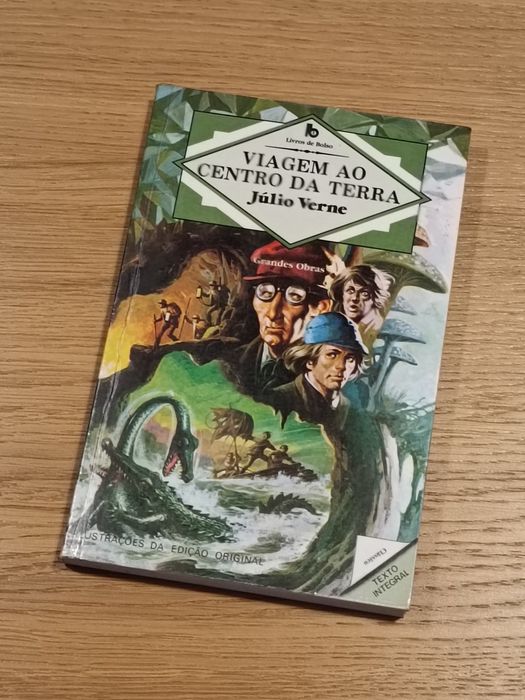 Livros de Bolso
VIAGEM AO
CENTRO DA TERRA
Júlio Verne
Grandes Obras
USTRAÇÕES DA EDIÇÃO ORIGINAL
TEXTO
INTEGRAL